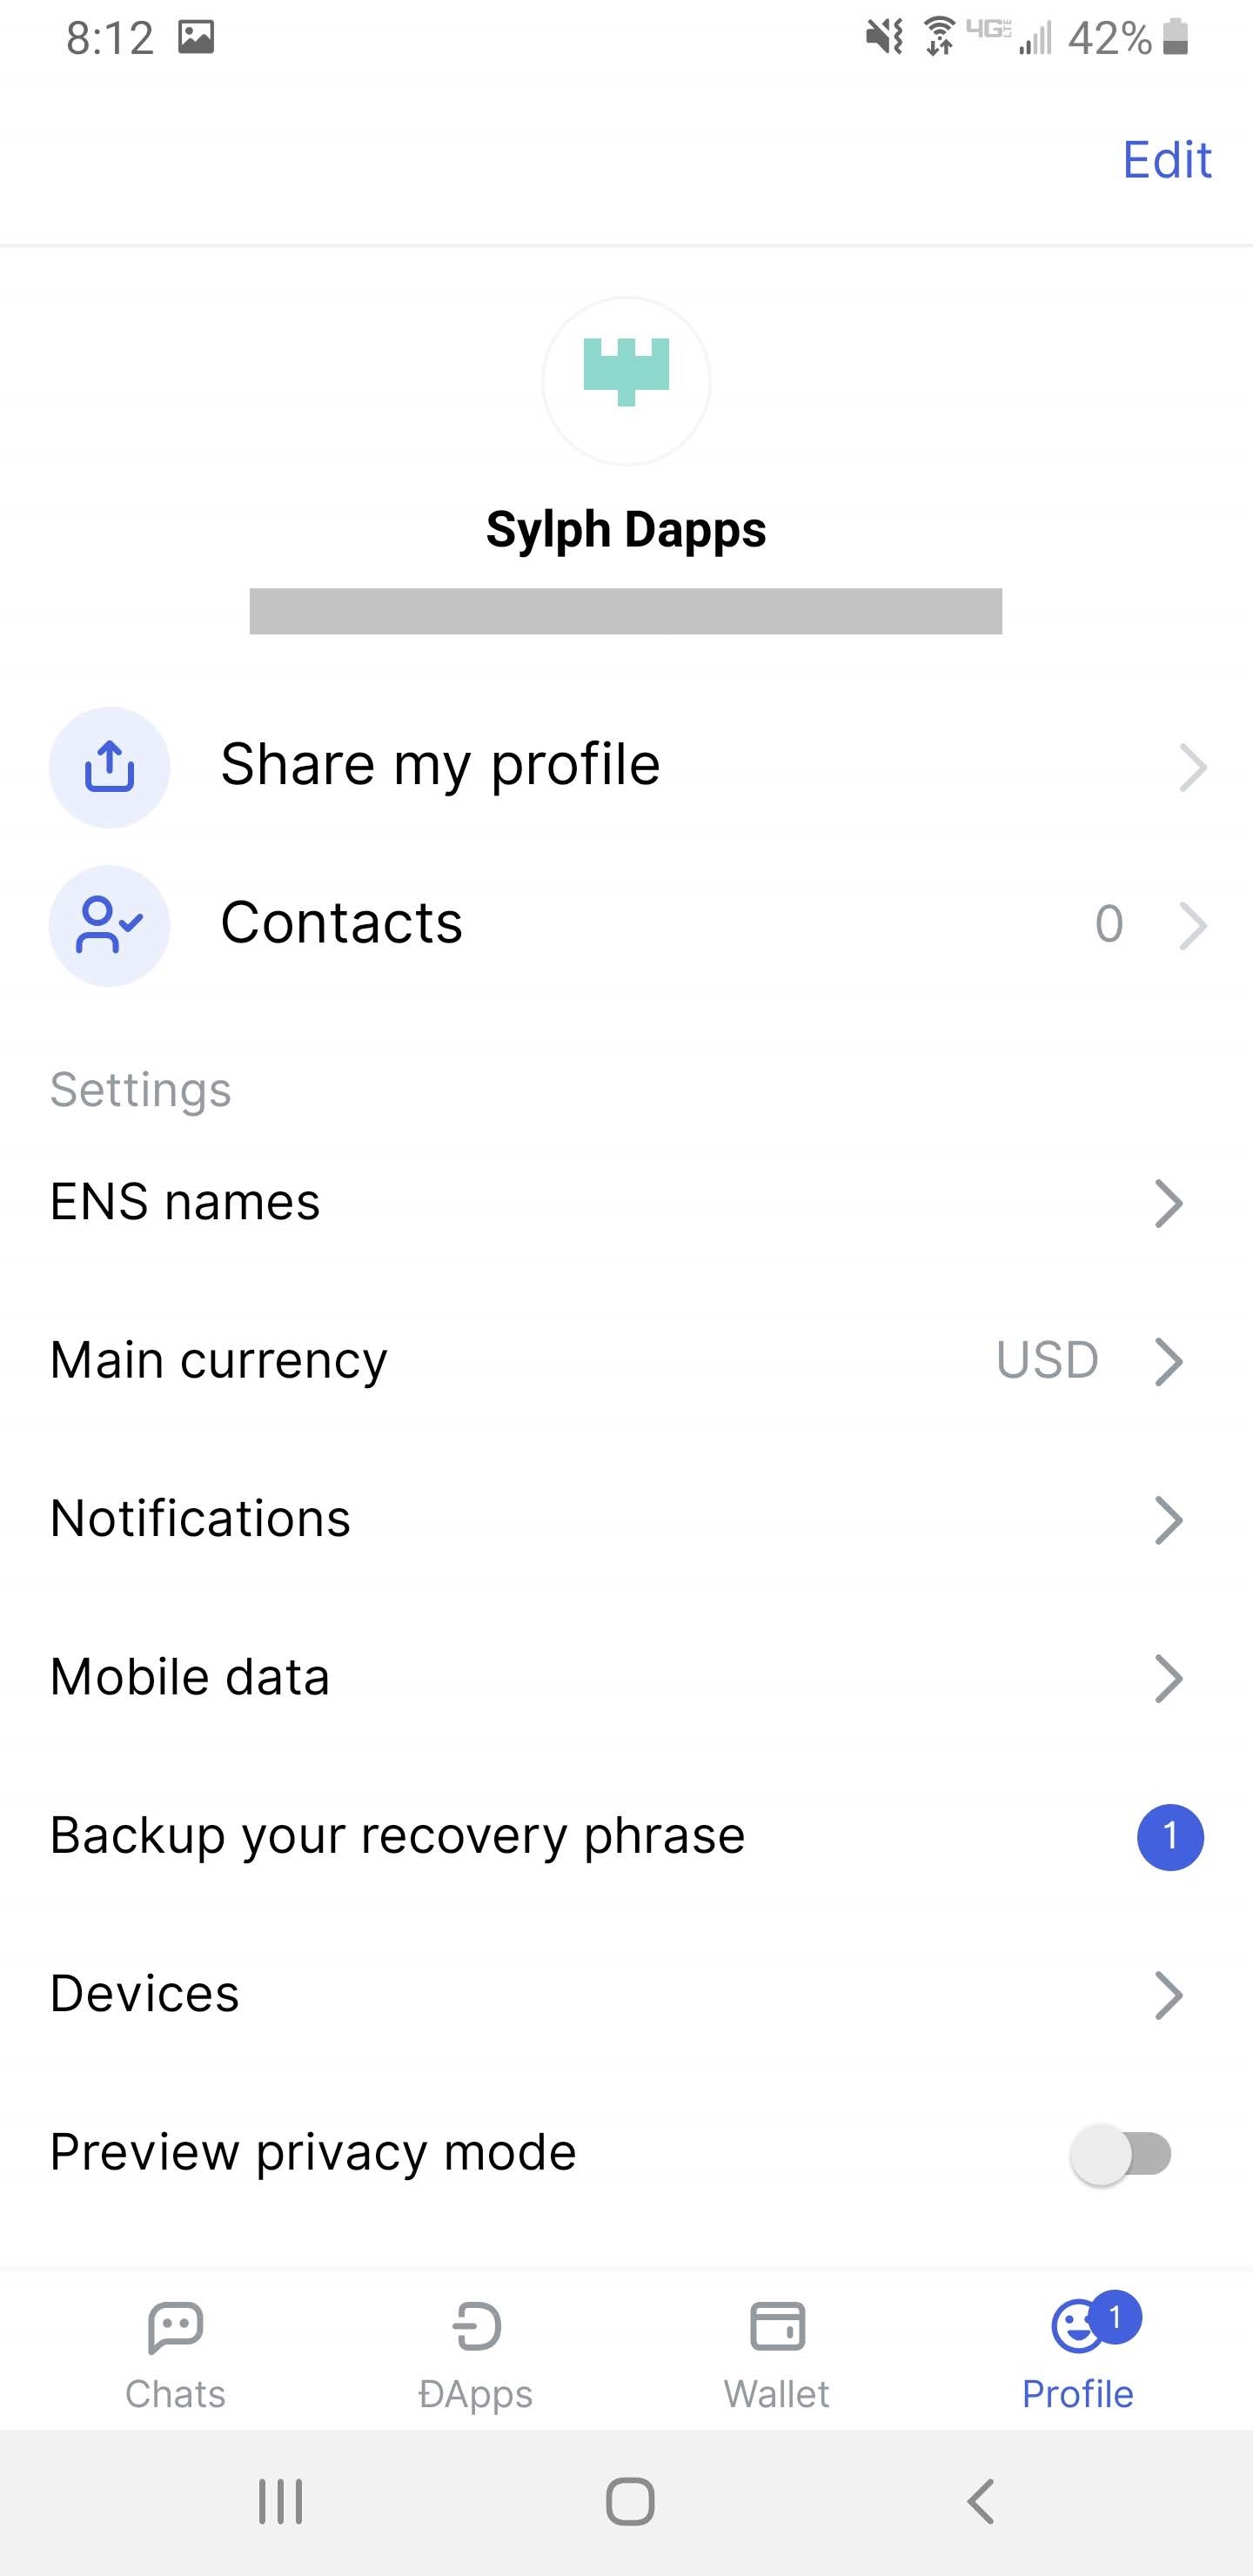 8:12 4GLTE 42%
Edit
Sylph Dapps
Share my profile
Contacts 0
Settings
ENS names
Main currency USD
Notifications
Mobile data
Backup your recovery phrase 1
Devices
Preview privacy mode
1
Chats ĐApps Wallet Profile